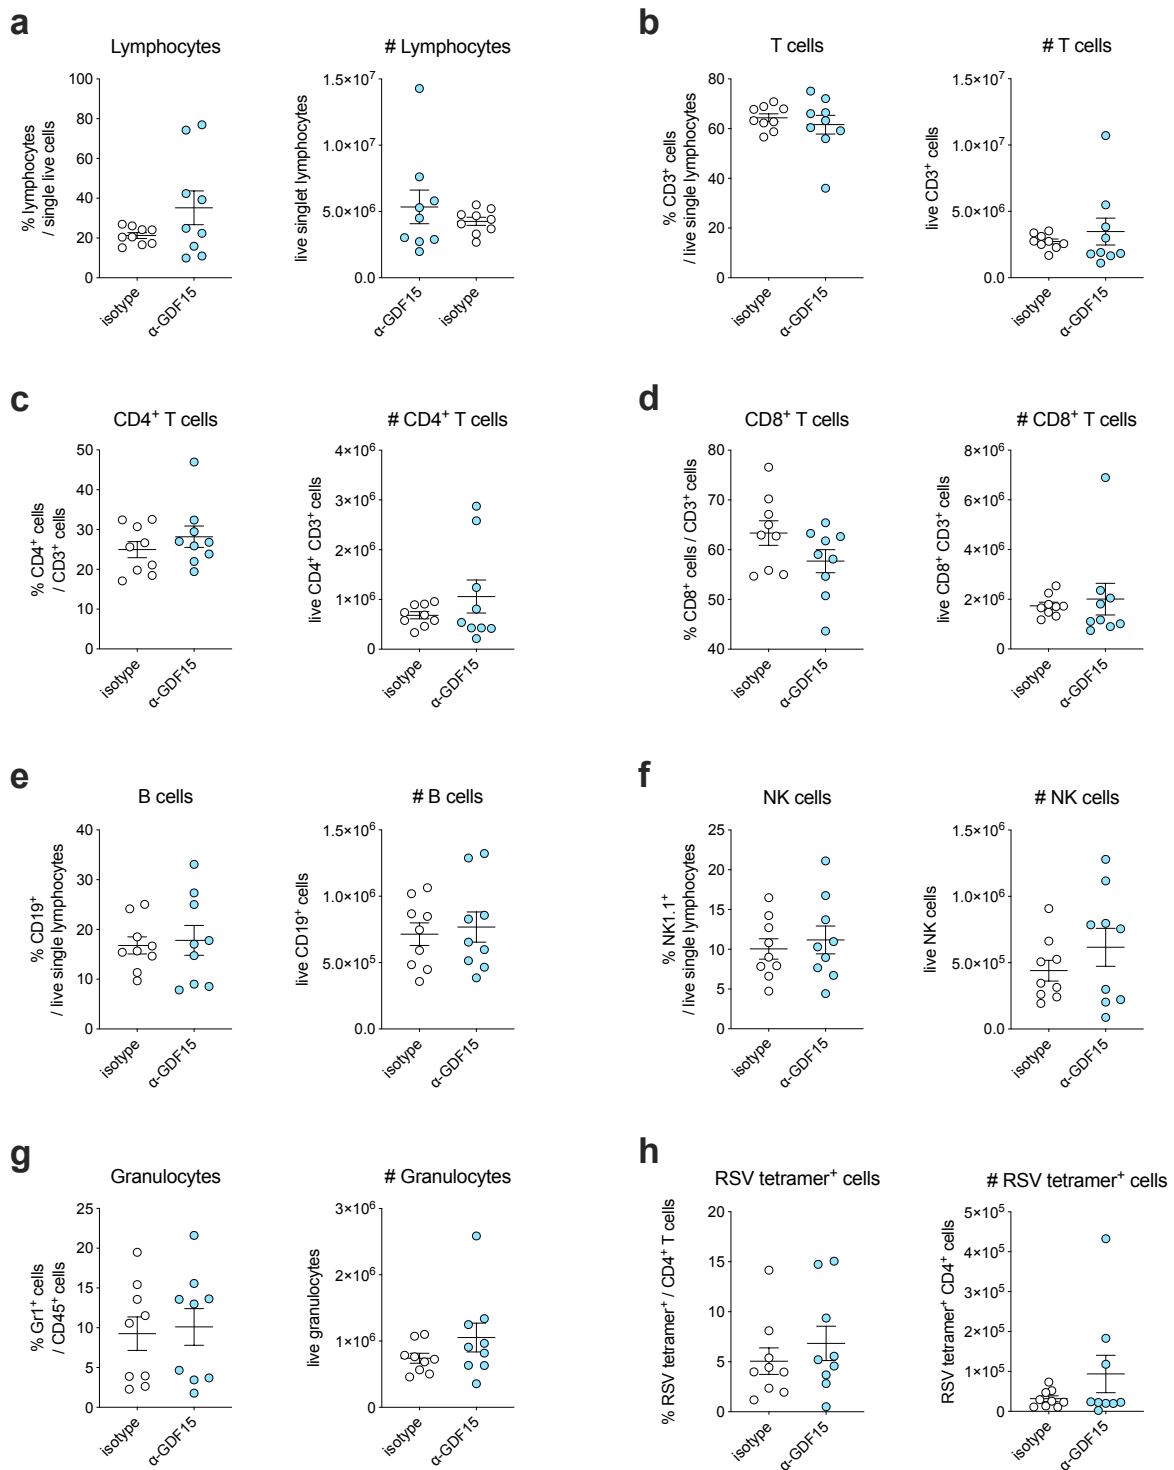 a
Lymphocytes
% lymphocytes
/ single live cells
100
80
60
40
20
0
isotype
α-GDF15
# Lymphocytes
live singlet lymphocytes
1.5×10⁷
1.0×10⁷
5.0×10⁶
0.0
α-GDF15
isotype
b
T cells
% CD3⁺ cells
/ live single lymphocytes
80
60
40
20
0
isotype
α-GDF15
# T cells
live CD3⁺ cells
1.5×10⁷
1.0×10⁷
5.0×10⁶
0.0
isotype
α-GDF15
c
CD4⁺ T cells
% CD4⁺ cells
/ CD3⁺ cells
50
40
30
20
10
0
isotype
α-GDF15
# CD4⁺ T cells
live CD4⁺ CD3⁺ cells
4×10⁶
3×10⁶
2×10⁶
1×10⁶
0
isotype
α-GDF15
d
CD8⁺ T cells
% CD8⁺ cells / CD3⁺ cells
80
70
60
50
40
isotype
α-GDF15
# CD8⁺ T cells
live CD8⁺ CD3⁺ cells
8×10⁶
6×10⁶
4×10⁶
2×10⁶
0
isotype
α-GDF15
e
B cells
% CD19⁺
/ live single lymphocytes
40
30
20
10
0
isotype
α-GDF15
# B cells
live CD19⁺ cells
1.5×10⁶
1.0×10⁶
5.0×10⁵
0.0
isotype
α-GDF15
f
NK cells
% NK1.1⁺
/ live single lymphocytes
25
20
15
10
5
0
isotype
α-GDF15
# NK cells
live NK cells
1.5×10⁶
1.0×10⁶
5.0×10⁵
0.0
isotype
α-GDF15
g
Granulocytes
% Gr1⁺ cells
/ CD45⁺ cells
25
20
15
10
5
0
isotype
α-GDF15
# Granulocytes
live granulocytes
3×10⁶
2×10⁶
1×10⁶
0
isotype
α-GDF15
h
RSV tetramer⁺ cells
% RSV tetramer⁺ / CD4⁺ T cells
20
15
10
5
0
isotype
α-GDF15
# RSV tetramer⁺ cells
RSV tetramer⁺ CD4⁺ cells
5×10⁵
4×10⁵
3×10⁵
2×10⁵
1×10⁵
0
isotype
α-GDF15